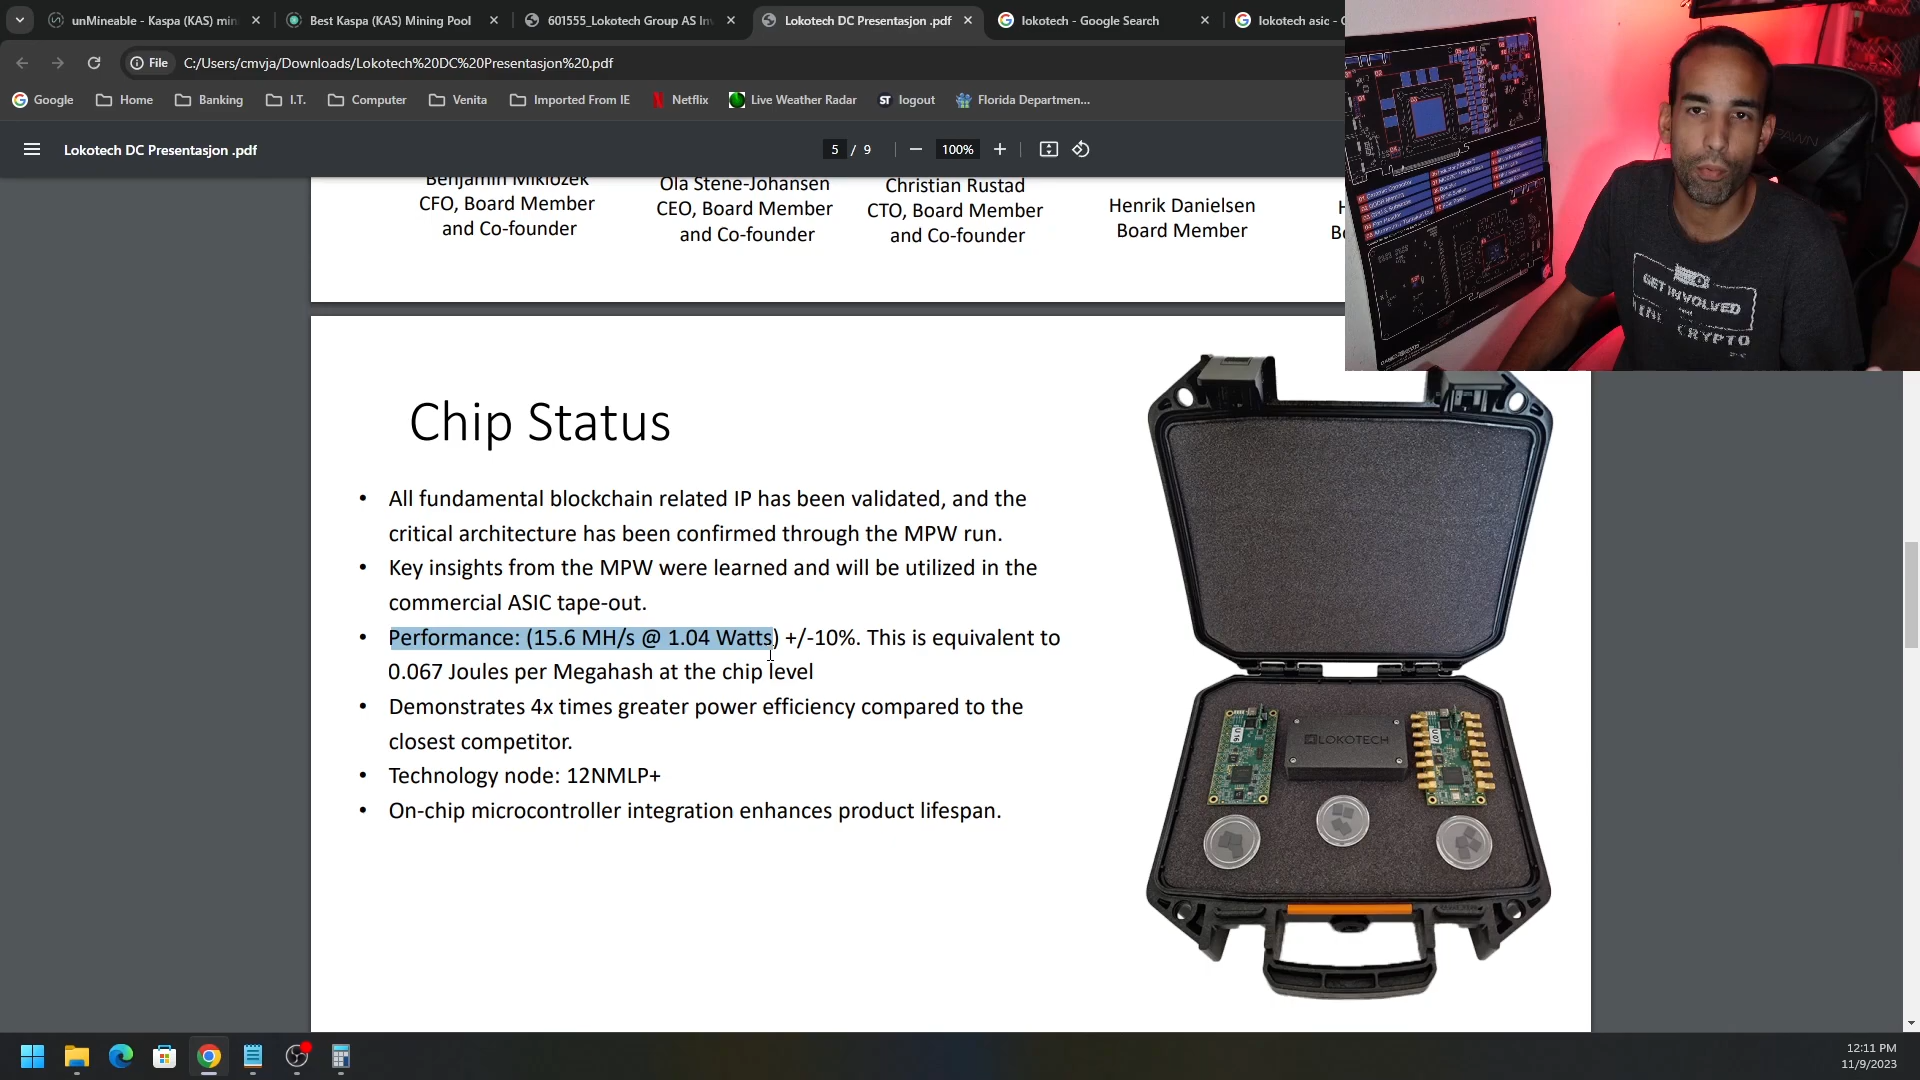 unMineable - Kaspa (KAS) min
Best Kaspa (KAS) Mining Pool
601555_Lokotech Group AS Inv
Lokotech DC Presentasjon .pdf
lokotech - Google Search
lokotech asic - G
File
C:/Users/cmvja/Downloads/Lokotech%20DC%20Presentasjon%20.pdf
Google
Home
Banking
I.T.
Computer
Venita
Imported From IE
Netflix
Live Weather Radar
ST logout
Florida Departmen...
Lokotech DC Presentasjon .pdf
5 / 9
100%
Benjamin Miklozek
CFO, Board Member
and Co-founder
Ola Stene-Johansen
CEO, Board Member
and Co-founder
Christian Rustad
CTO, Board Member
and Co-founder
Henrik Danielsen
Board Member
GET INVOLVED
MINE CRYPTO
Chip Status
• All fundamental blockchain related IP has been validated, and the
critical architecture has been confirmed through the MPW run.
• Key insights from the MPW were learned and will be utilized in the
commercial ASIC tape-out.
• Performance: (15.6 MH/s @ 1.04 Watts) +/-10%. This is equivalent to
0.067 Joules per Megahash at the chip level
• Demonstrates 4x times greater power efficiency compared to the
closest competitor.
• Technology node: 12NMLP+
• On-chip microcontroller integration enhances product lifespan.
LOKOTECH
12:11 PM
11/9/2023